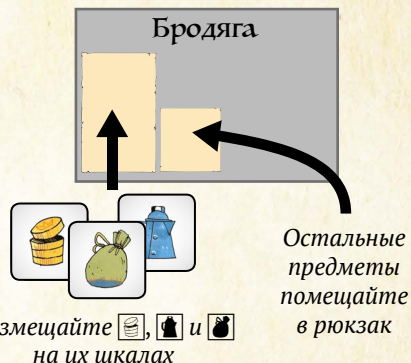 Бродяга
Остальные
предметы
помещайте
в рюкзак
змещайте , и
на их шкалах